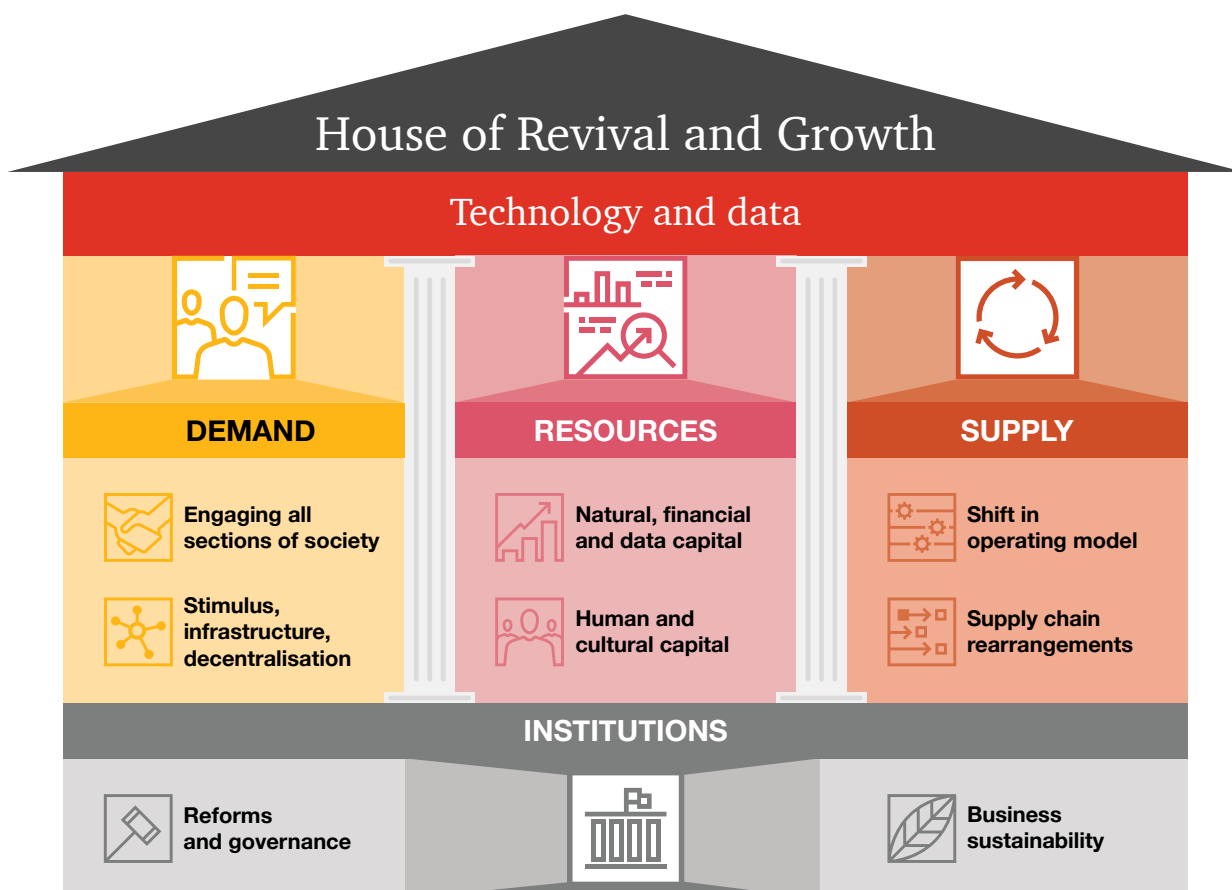 House of Revival and Growth
Technology and data
DEMAND
Engaging all
sections of society
Stimulus,
infrastructure,
decentralisation
RESOURCES
Natural, financial
and data capital
Human and
cultural capital
SUPPLY
Shift in
operating model
Supply chain
rearrangements
INSTITUTIONS
Reforms
and governance
Business
sustainability